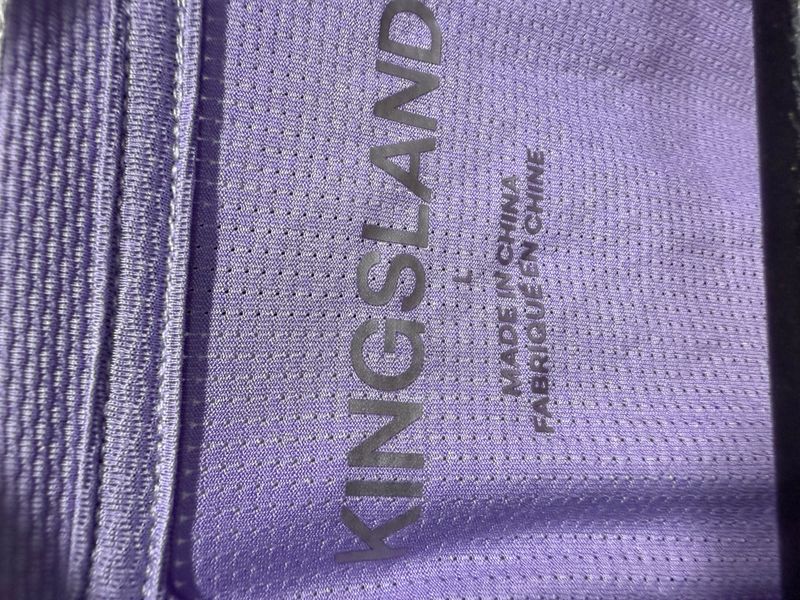 KINGSLAND
L
MADE IN CHINA
FABRIQUÉ EN CHINE